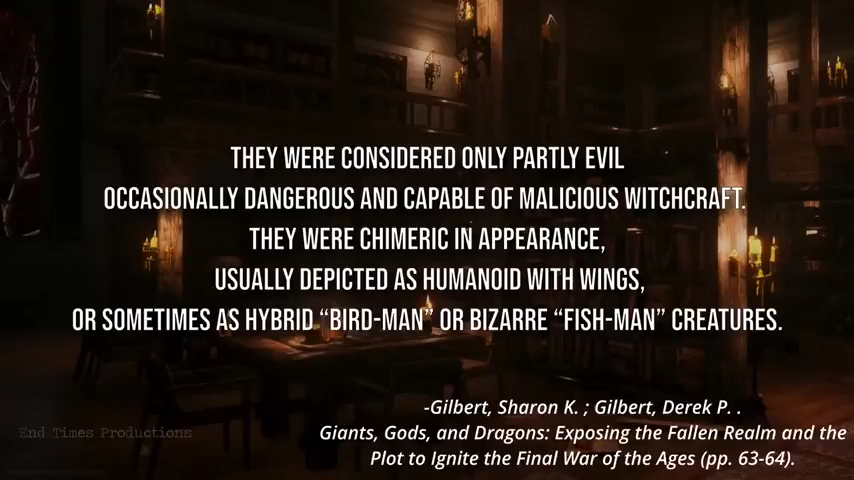 THEY WERE CONSIDERED ONLY PARTLY EVIL
OCCASIONALLY DANGEROUS AND CAPABLE OF MALICIOUS WITCHCRAFT.
THEY WERE CHIMERIC IN APPEARANCE,
USUALLY DEPICTED AS HUMANOID WITH WINGS,
OR SOMETIMES AS HYBRID “BIRD-MAN” OR BIZARRE “FISH-MAN” CREATURES.
-Gilbert, Sharon K. ; Gilbert, Derek P. .
Giants, Gods, and Dragons: Exposing the Fallen Realm and the
Plot to Ignite the Final War of the Ages (pp. 63-64).
End Times Productions